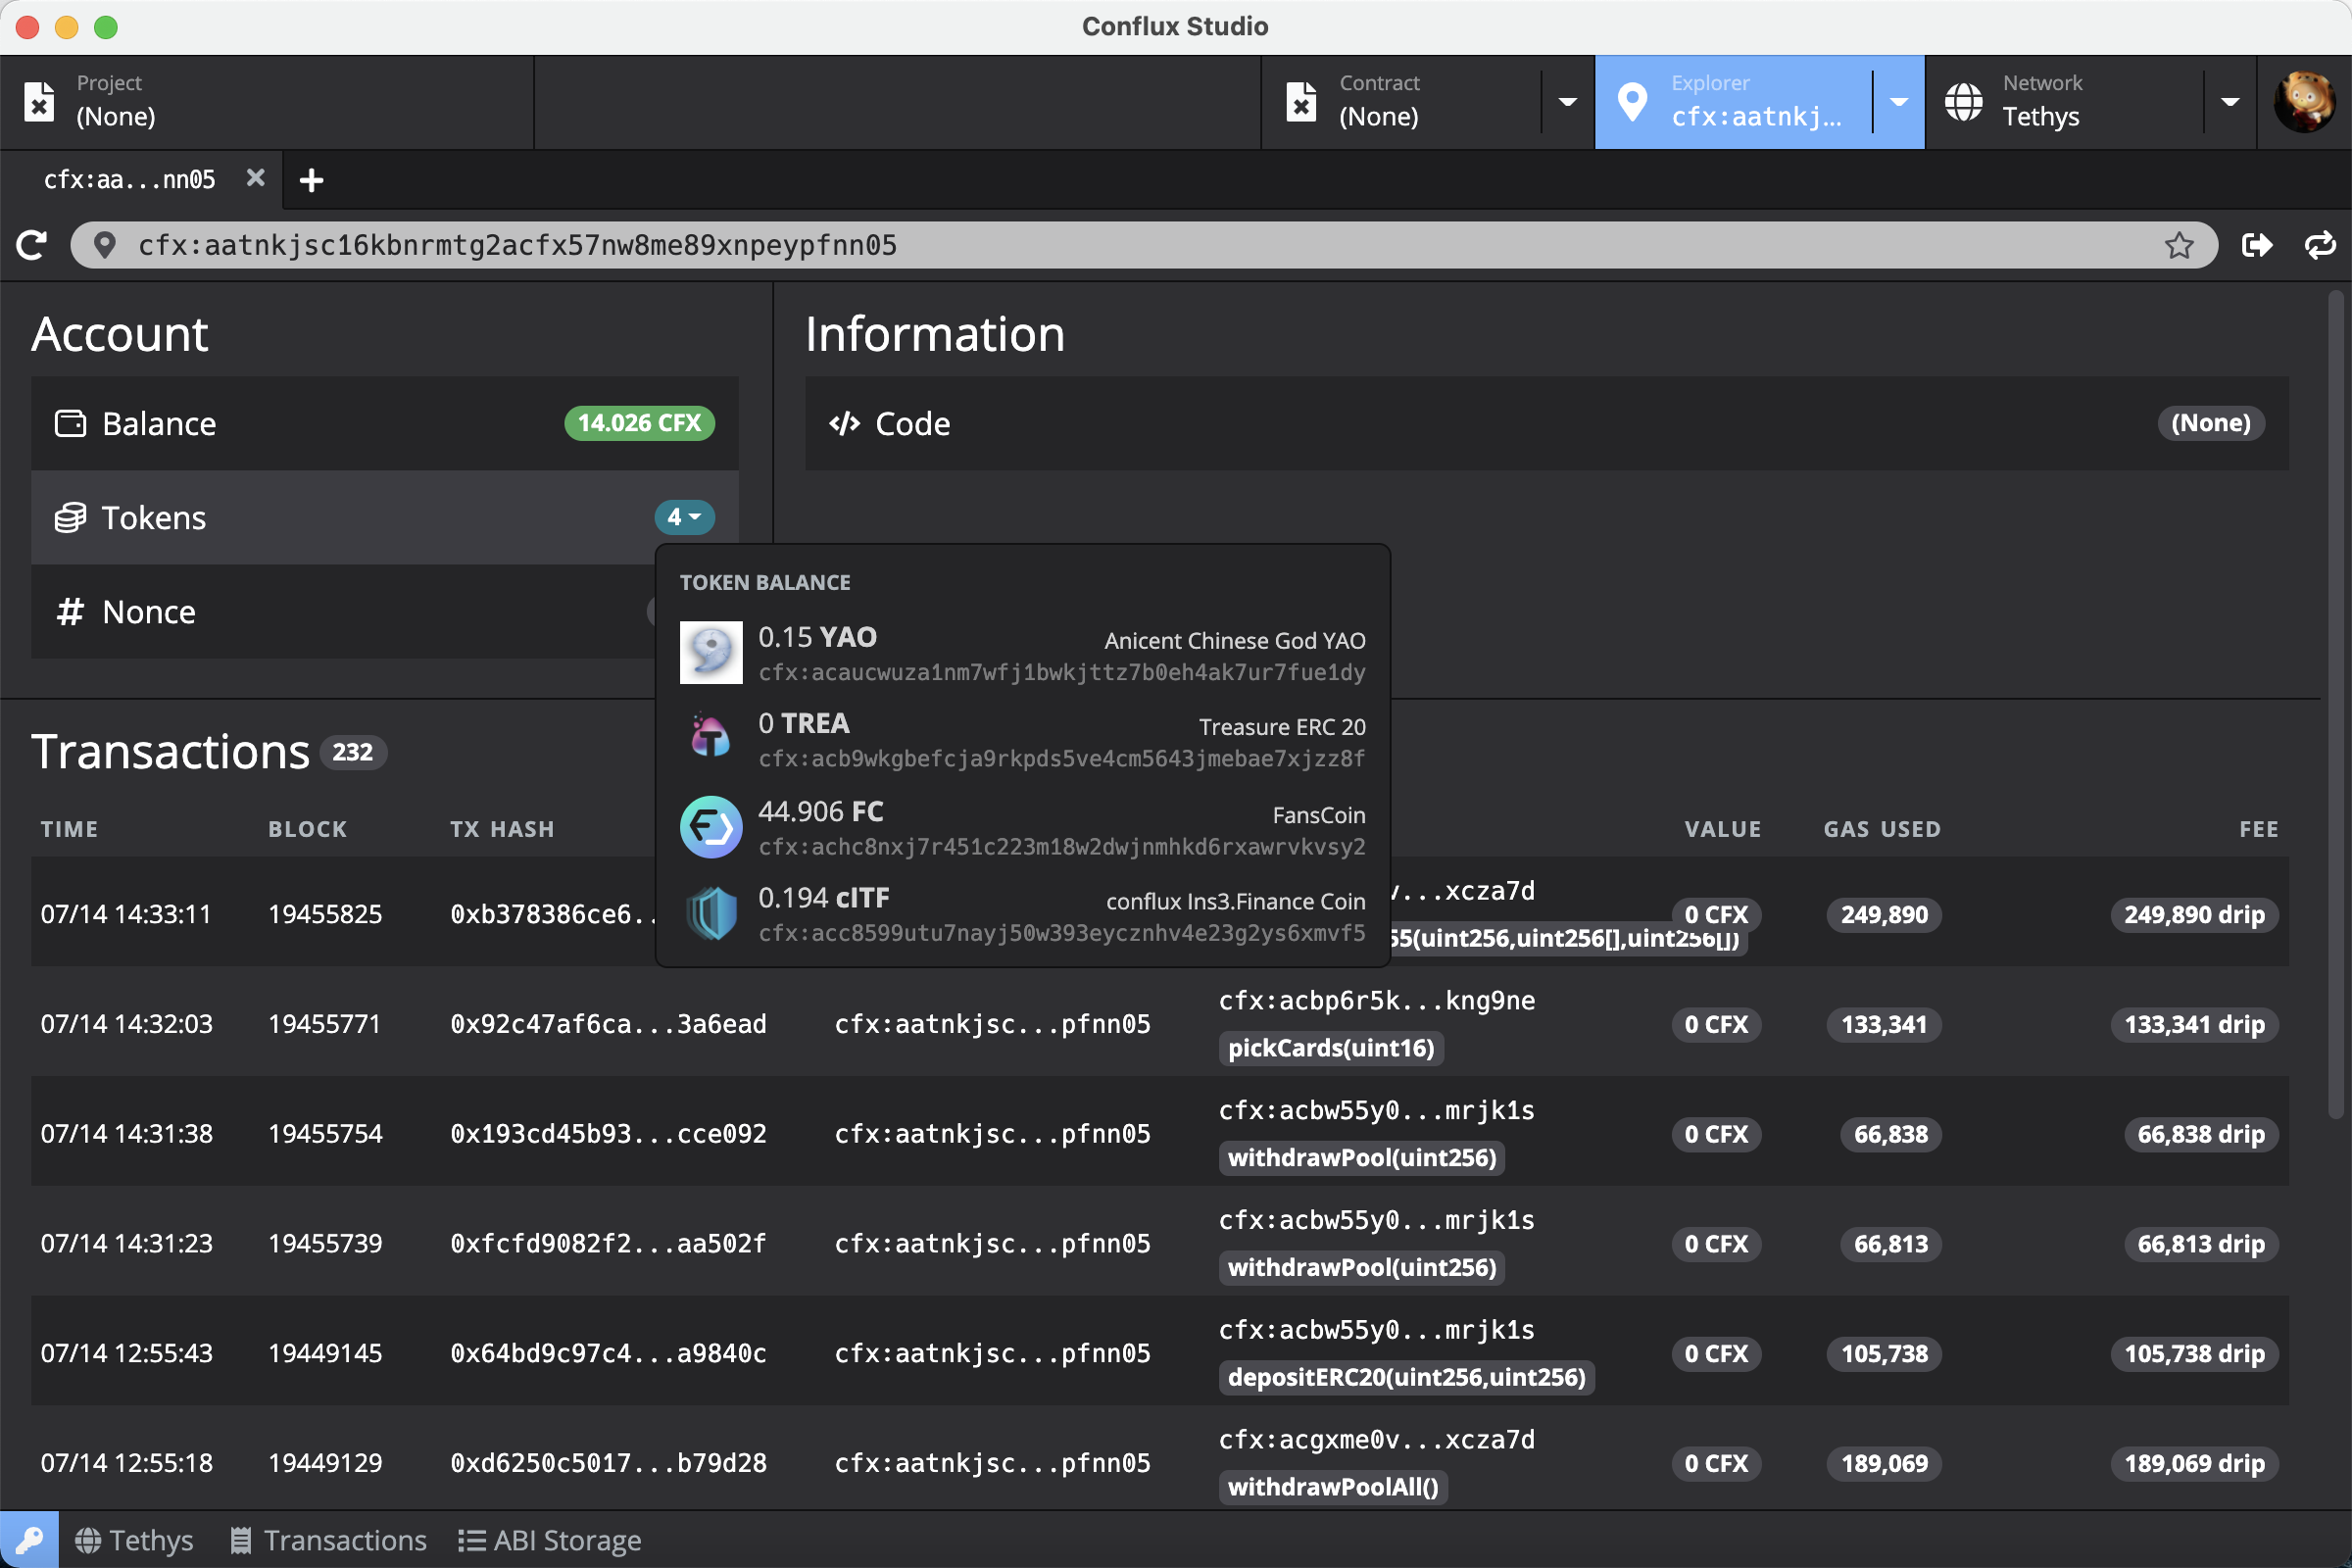 Conflux Studio
Project
(None)
Contract
(None)
Explorer
cfx:aatnkj...
Network
Tethys
cfx:aa...nn05
cfx:aatnkjsc16kbnrmtg2acfx57nw8me89xnpeypfnn05
Account
Balance
14.026 CFX
Tokens
4
Nonce
Information
Code
(None)
TOKEN BALANCE
0.15 YAO Anicent Chinese God YAO
cfx:acaucwuza1nm7wfj1bwkjttz7b0eh4ak7ur7fue1dy
0 TREA Treasure ERC 20
cfx:acb9wkgbefcja9rkpds5ve4cm5643jmebae7xjzz8f
44.906 FC FansCoin
cfx:achc8nxj7r451c223m18w2dwjnmhkd6rxawrvkvsy2
0.194 cITF conflux Ins3.Finance Coin
cfx:acc8599utu7nayj50w393eycznhv4e23g2ys6xmvf5
Transactions 232
TIME BLOCK TX HASH VALUE GAS USED FEE
07/14 14:33:11 19455825 0xb378386ce6.. v...xcza7d 0 CFX 249,890 249,890 drip
55(uint256,uint256[],uint256[])
07/14 14:32:03 19455771 0x92c47af6ca...3a6ead cfx:aatnkjsc...pfnn05 cfx:acbp6r5k...kng9ne 0 CFX 133,341 133,341 drip
pickCards(uint16)
07/14 14:31:38 19455754 0x193cd45b93...cce092 cfx:aatnkjsc...pfnn05 cfx:acbw55y0...mrjk1s 0 CFX 66,838 66,838 drip
withdrawPool(uint256)
07/14 14:31:23 19455739 0xfcfd9082f2...aa502f cfx:aatnkjsc...pfnn05 cfx:acbw55y0...mrjk1s 0 CFX 66,813 66,813 drip
withdrawPool(uint256)
07/14 12:55:43 19449145 0x64bd9c97c4...a9840c cfx:aatnkjsc...pfnn05 cfx:acbw55y0...mrjk1s 0 CFX 105,738 105,738 drip
depositERC20(uint256,uint256)
07/14 12:55:18 19449129 0xd6250c5017...b79d28 cfx:aatnkjsc...pfnn05 cfx:acgxme0v...xcza7d 0 CFX 189,069 189,069 drip
withdrawPoolAll()
Tethys Transactions ABI Storage